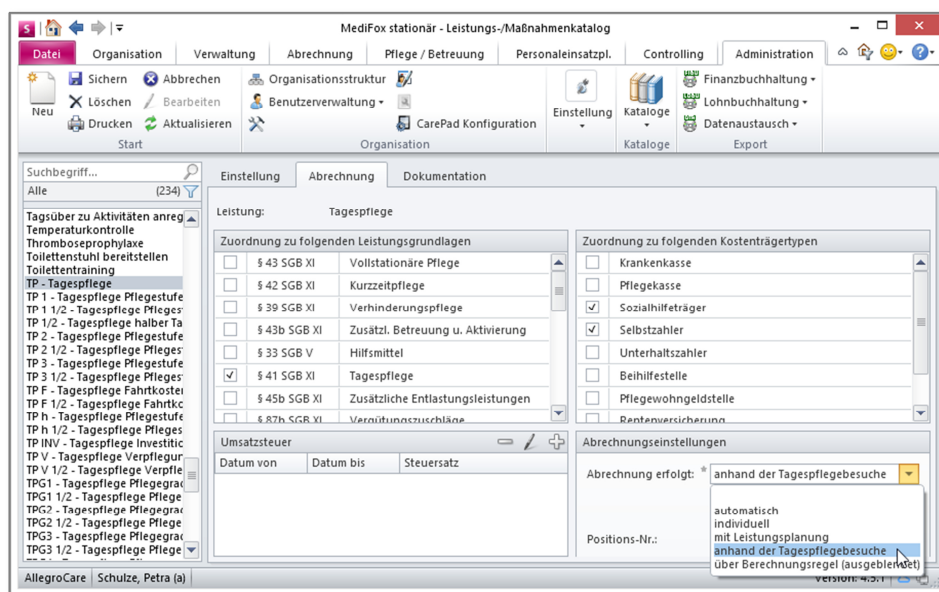 S
MediFox stationär - Leistungs-/Maßnahmenkatalog
Datei Organisation Verwaltung Abrechnung Pflege / Betreuung Personaleinsatzpl. Controlling Administration
Neu
Sichern Abbrechen
Löschen Bearbeiten
Drucken Aktualisieren
Start
Organisationsstruktur
Benutzerverwaltung
CarePad Konfiguration
Organisation
Einstellung
Kataloge
Kataloge
Finanzbuchhaltung
Lohnbuchhaltung
Datenaustausch
Export
Suchbegriff...
Alle (234)
Tagsüber zu Aktivitäten anreg
Temperaturkontrolle
Thromboseprophylaxe
Toilettenstuhl bereitstellen
Toilettentraining
TP - Tagespflege
TP 1 - Tagespflege Pflegestufe
TP 1 1/2 - Tagespflege Pfleges
TP 1/2 - Tagespflege halber Ta
TP 2 - Tagespflege Pflegestufe
TP 2 1/2 - Tagespflege Pfleges
TP 3 - Tagespflege Pflegestufe
TP 3 1/2 - Tagespflege Pfleges
TP F - Tagespflege Fahrtkoster
TP F 1/2 - Tagespflege Fahrtko
TP h - Tagespflege Pflegestufe
TP h 1/2 - Tagespflege Pfleges
TP INV - Tagespflege Investitio
TP V - Tagespflege Verpflegun
TP V 1/2 - Tagespflege Verpfle
TPG1 - Tagespflege Pflegegrad
TPG1 1/2 - Tagespflege Pflege
TPG2 - Tagespflege Pflegegrad
TPG2 1/2 - Tagespflege Pflege
TPG3 - Tagespflege Pflegegrad
TPG3 1/2 - Tagespflege Pflege
Einstellung Abrechnung Dokumentation
Leistung: Tagespflege
Zuordnung zu folgenden Leistungsgrundlagen
§ 43 SGB XI Vollstationäre Pflege
§ 42 SGB XI Kurzzeitpflege
§ 39 SGB XI Verhinderungspflege
§ 43b SGB XI Zusätzl. Betreuung u. Aktivierung
§ 33 SGB V Hilfsmittel
§ 41 SGB XI Tagespflege
§ 45b SGB XI Zusätzliche Entlastungsleistungen
§ 87b SGB XI Vergütungszuschläge
Zuordnung zu folgenden Kostenträgertypen
Krankenkasse
Pflegekasse
Sozialhilfeträger
Selbstzahler
Unterhaltszahler
Beihilfestelle
Pflegewohngeldstelle
Rentenversicherung
Umsatzsteuer
Datum von Datum bis Steuersatz
Abrechnungseinstellungen
Abrechnung erfolgt: * anhand der Tagespflegebesuche
automatisch
individuell
mit Leistungsplanung
anhand der Tagespflegebesuche
über Berechnungsregel (ausgeblendet)
Positions-Nr.:
AllegroCare Schulze, Petra (a)
Version: 4.5.1